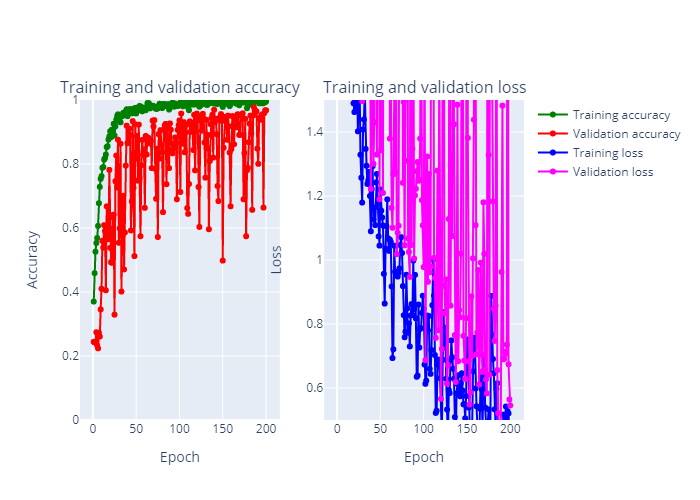 Training and validation accuracy
Training and validation loss
1
0.8
0.6
0.4
0.2
0
Accuracy
0 50 100 150 200
Epoch
1.4
1.2
1
0.8
0.6
Loss
0 50 100 150 200
Epoch
Training accuracy
Validation accuracy
Training loss
Validation loss